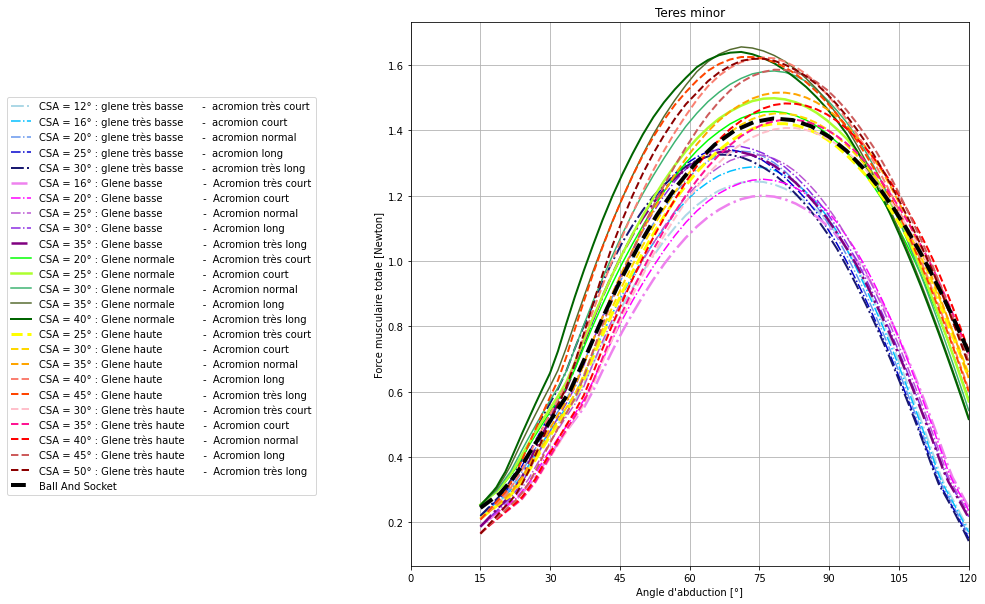 Teres minor
CSA = 12° : glene très basse - acromion très court
CSA = 16° : glene très basse - acromion court
CSA = 20° : glene très basse - acromion normal
CSA = 25° : glene très basse - acromion long
CSA = 30° : glene très basse - acromion très long
CSA = 16° : Glene basse - Acromion très court
CSA = 20° : Glene basse - Acromion court
CSA = 25° : Glene basse - Acromion normal
CSA = 30° : Glene basse - Acromion long
CSA = 35° : Glene basse - Acromion très long
CSA = 20° : Glene normale - Acromion très court
CSA = 25° : Glene normale - Acromion court
CSA = 30° : Glene normale - Acromion normal
CSA = 35° : Glene normale - Acromion long
CSA = 40° : Glene normale - Acromion très long
CSA = 25° : Glene haute - Acromion très court
CSA = 30° : Glene haute - Acromion court
CSA = 35° : Glene haute - Acromion normal
CSA = 40° : Glene haute - Acromion long
CSA = 45° : Glene haute - Acromion très long
CSA = 30° : Glene très haute - Acromion très court
CSA = 35° : Glene très haute - Acromion court
CSA = 40° : Glene très haute - Acromion normal
CSA = 45° : Glene très haute - Acromion long
CSA = 50° : Glene très haute - Acromion très long
Ball And Socket
Force musculaire totale [Newton]
1.6
1.4
1.2
1.0
0.8
0.6
0.4
0.2
0 15 30 45 60 75 90 105 120
Angle d'abduction [°]